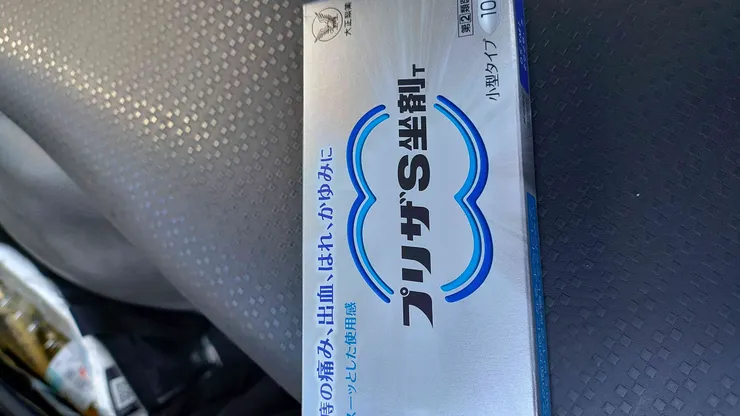 大正製薬
第②類医
小型タイプ 10
プリザS坐剤T
痔の痛み、出血、はれ、かゆみに
スーッとした使用感